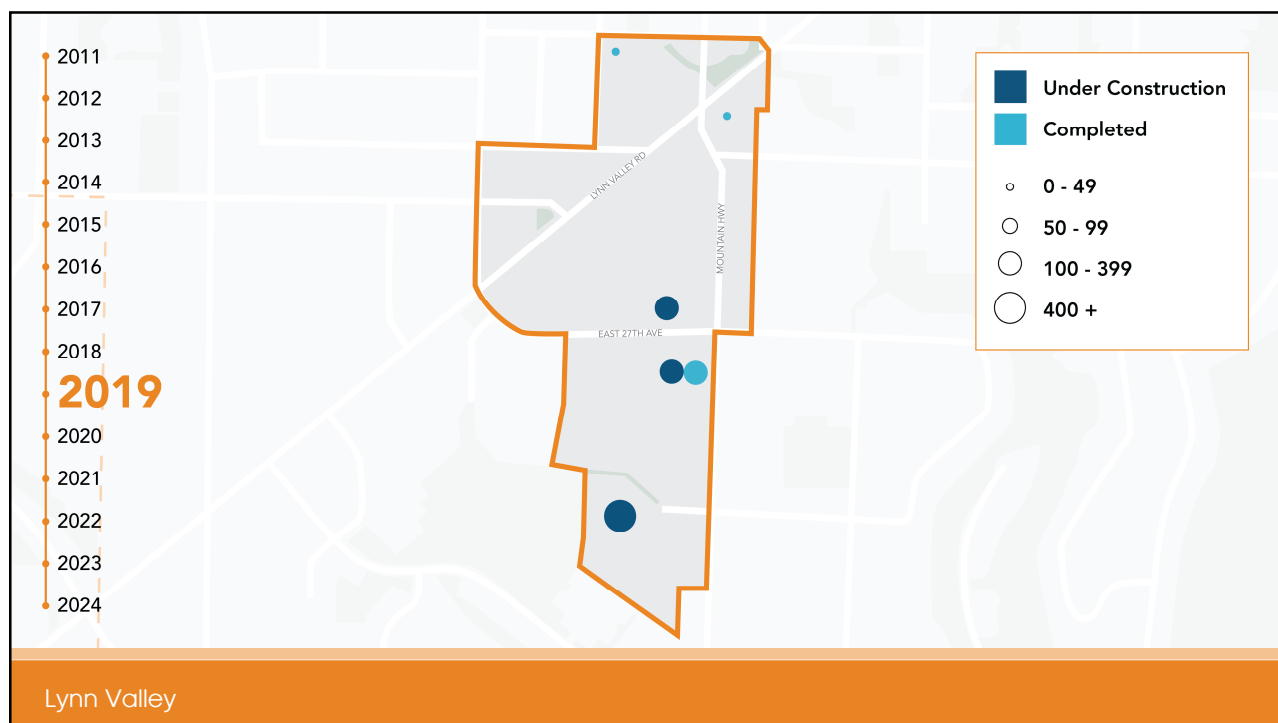 2011
2012
2013
2014
2015
2016
2017
2018
2019
2020
2021
2022
2023
2024
LYNN VALLEY RD
MOUNTAIN HWY
EAST 27TH AVE
Under Construction
Completed
0 - 49
50 - 99
100 - 399
400 +
Lynn Valley